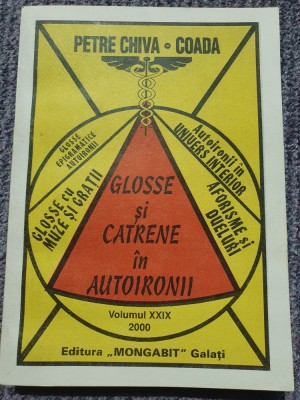 PETRE CHIVA • COADA
GLOSSE
EPIGRAMATICE
AUTOIRONII
GLOSSE cu
MUZE ȘI GRAȚII
Autoironii în
UNIVERS INTERIOR
AFORISME și
DUELURI
GLOSSE
și
CATRENE
în
AUTOIRONII
Volumul XXIX
2000
Editura „MONGABIT” Galați